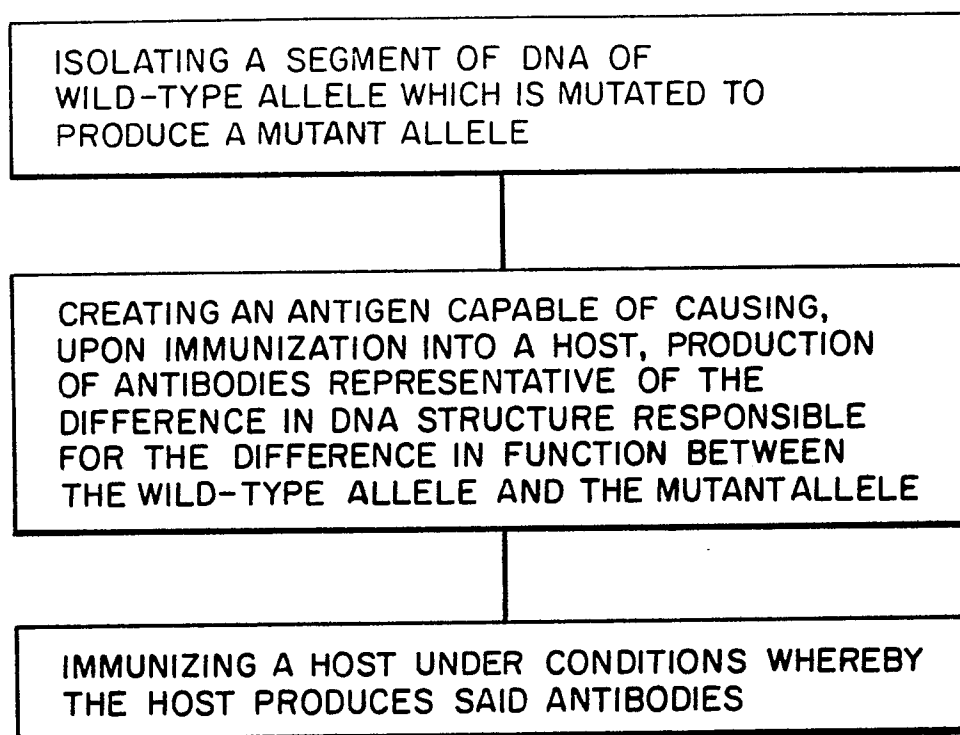 ISOLATING A SEGMENT OF DNA OF
WILD-TYPE ALLELE WHICH IS MUTATED TO
PRODUCE A MUTANT ALLELE
CREATING AN ANTIGEN CAPABLE OF CAUSING,
UPON IMMUNIZATION INTO A HOST, PRODUCTION
OF ANTIBODIES REPRESENTATIVE OF THE
DIFFERENCE IN DNA STRUCTURE RESPONSIBLE
FOR THE DIFFERENCE IN FUNCTION BETWEEN
THE WILD-TYPE ALLELE AND THE MUTANT ALLELE
IMMUNIZING A HOST UNDER CONDITIONS WHEREBY
THE HOST PRODUCES SAID ANTIBODIES